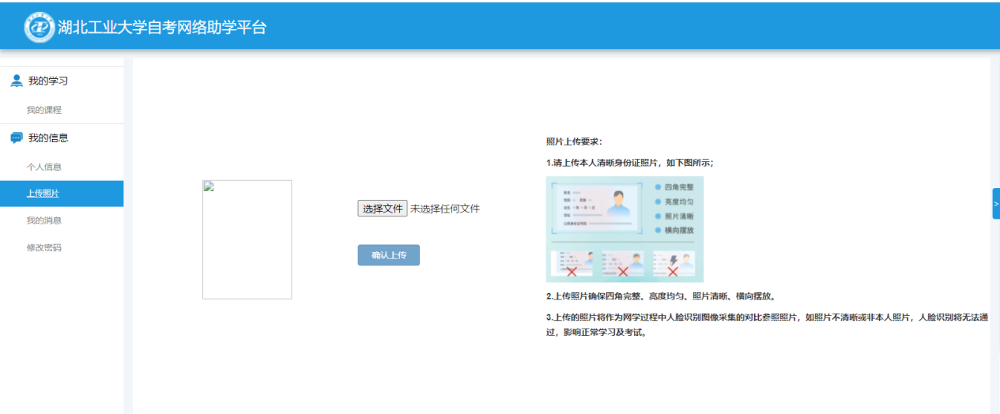 湖北工业大学自考网络助学平台
我的学习
我的课程
我的信息
个人信息
上传照片
我的消息
修改密码
选择文件 未选择任何文件
确认上传
照片上传要求：
1.请上传本人清晰身份证照片，如下图所示；
四角完整
亮度均匀
照片清晰
横向摆放
2.上传照片确保四角完整、亮度均匀、照片清晰、横向摆放。
3.上传的照片将作为网学过程中人脸识别图像采集的对比参照照片，如照片不清晰或非本人照片，人脸识别将无法通
过，影响正常学习及考试。
>